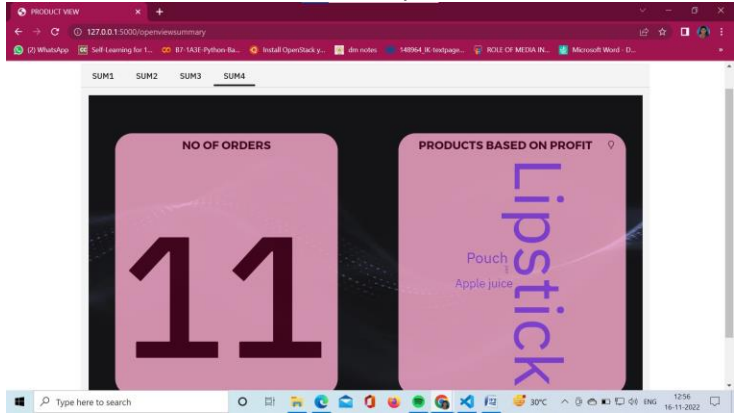 PRODUCT VIEW
127.0.0.1:5000/openviewsummary
(2) WhatsApp
Self-Learning for 1...
B7-1A3E-Python-Ba...
Install OpenStack y...
dm notes
148964_IK-textpage...
ROLE OF MEDIA IN...
Microsoft Word - D...
SUM1 SUM2 SUM3 SUM4
NO OF ORDERS
11
PRODUCTS BASED ON PROFIT
Lipstick
Pouch
Apple juice
Type here to search
30°C
ENG
12:56
16-11-2022